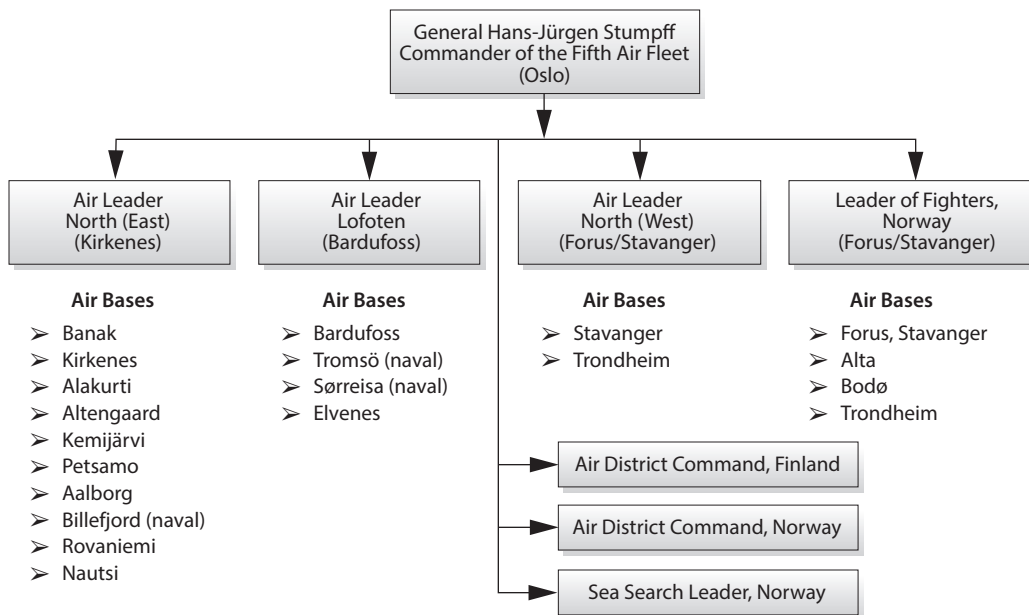 General Hans-Jürgen Stumpff
Commander of the Fifth Air Fleet
(Oslo)
Air Leader
North (East)
(Kirkenes)
Air Bases
➢ Banak
➢ Kirkenes
➢ Alakurti
➢ Altengaard
➢ Kemijärvi
➢ Petsamo
➢ Aalborg
➢ Billefjord (naval)
➢ Rovaniemi
➢ Nautsi
Air Leader
Lofoten
(Bardufoss)
Air Bases
➢ Bardufoss
➢ Tromsö (naval)
➢ Sørreisa (naval)
➢ Elvenes
Air Leader
North (West)
(Forus/Stavanger)
Air Bases
➢ Stavanger
➢ Trondheim
Leader of Fighters,
Norway
(Forus/Stavanger)
Air Bases
➢ Forus, Stavanger
➢ Alta
➢ Bodø
➢ Trondheim
Air District Command, Finland
Air District Command, Norway
Sea Search Leader, Norway